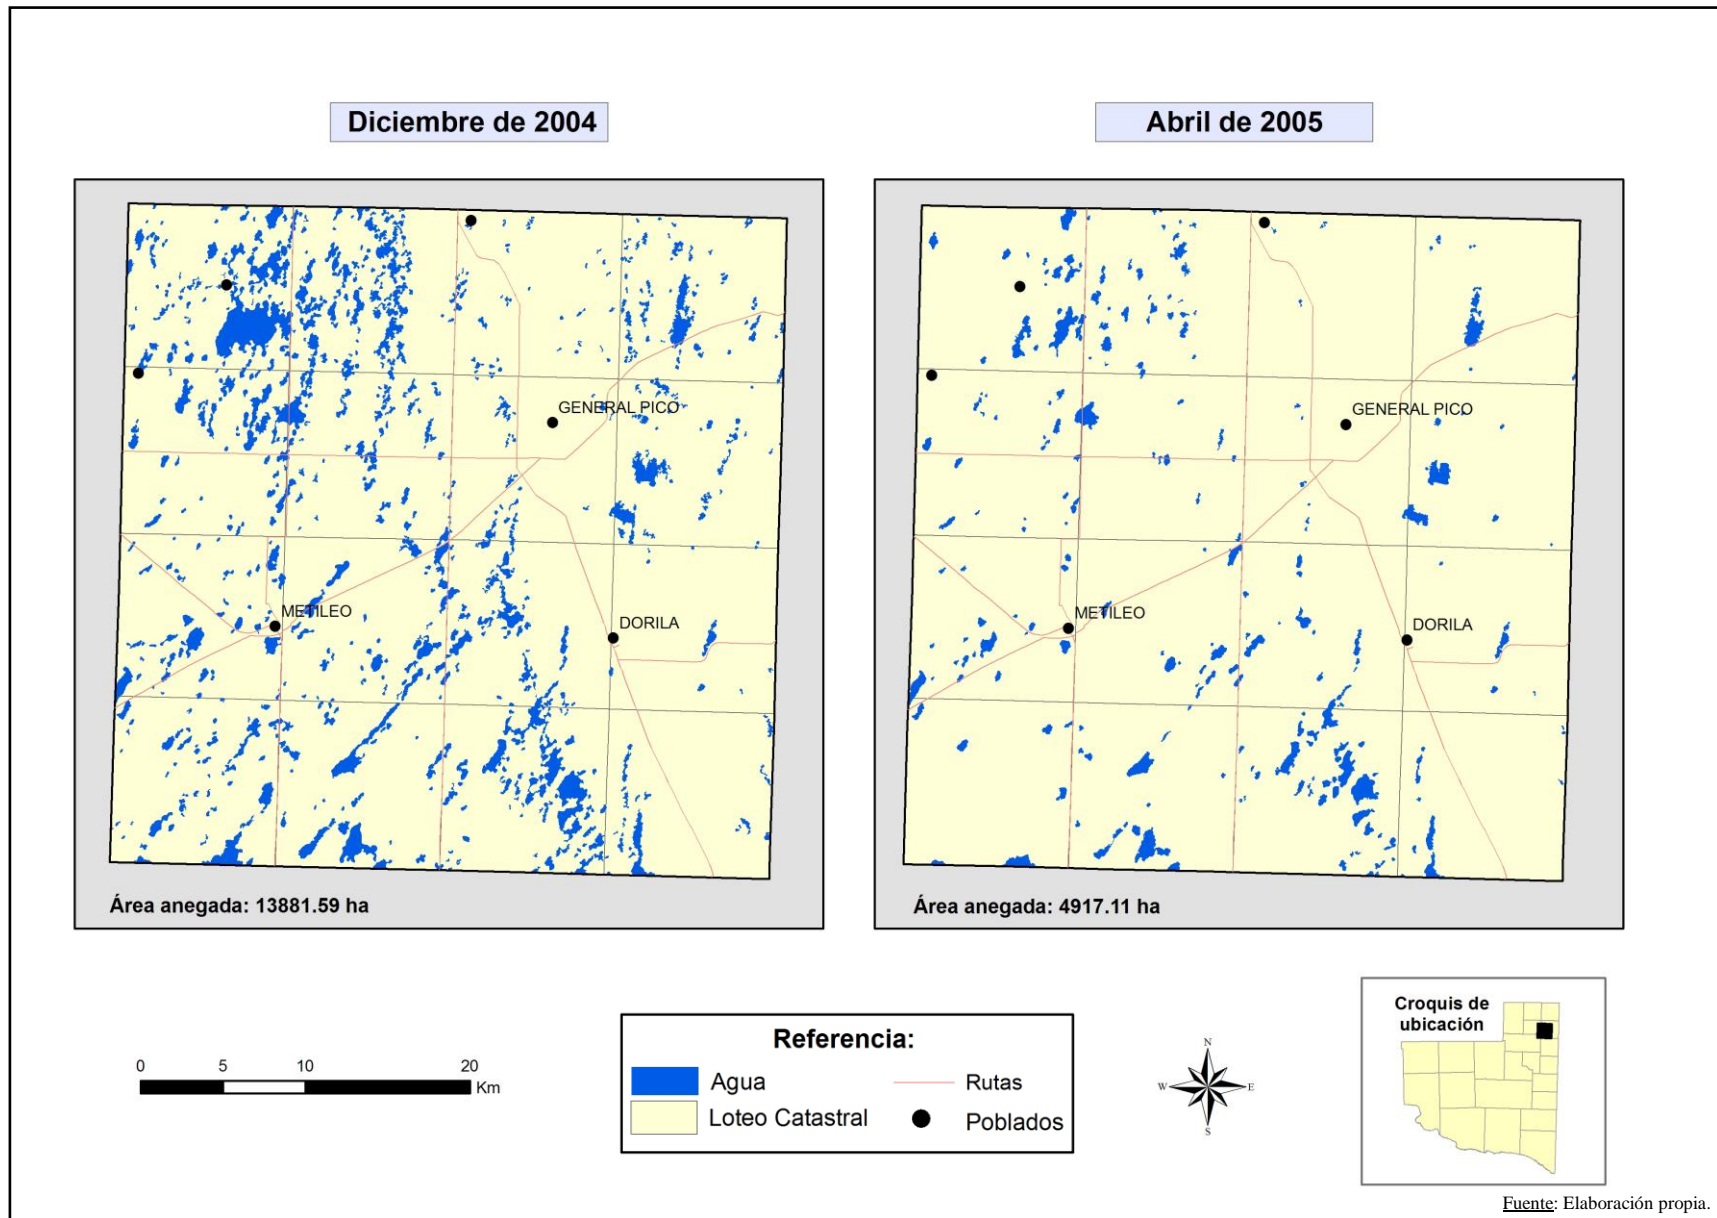 Diciembre de 2004
Abril de 2005
GENERAL PICO
METILEO
DORILA
Área anegada: 13881.59 ha
GENERAL PICO
METILEO
DORILA
Área anegada: 4917.11 ha
0 5 10 20
Km
Referencia:
Agua
Rutas
Loteo Catastral
Poblados
N
W E
S
Croquis de
ubicación
Fuente: Elaboración propia.